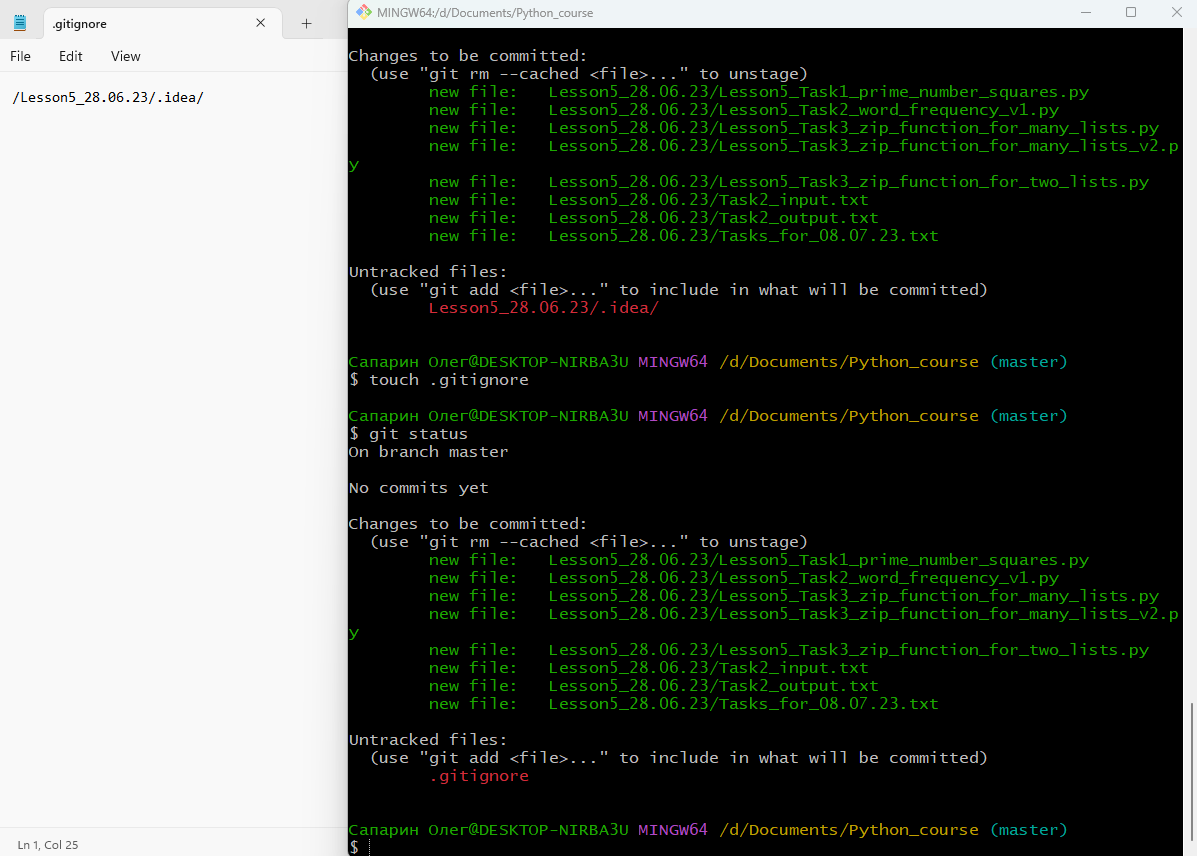 .gitignore
File Edit View
/Lesson5_28.06.23/.idea/
Ln 1, Col 25
MINGW64:/d/Documents/Python_course
Changes to be committed:
(use "git rm --cached <file>..." to unstage)
new file: Lesson5_28.06.23/Lesson5_Task1_prime_number_squares.py
new file: Lesson5_28.06.23/Lesson5_Task2_word_frequency_v1.py
new file: Lesson5_28.06.23/Lesson5_Task3_zip_function_for_many_lists.py
new file: Lesson5_28.06.23/Lesson5_Task3_zip_function_for_many_lists_v2.p
y
new file: Lesson5_28.06.23/Lesson5_Task3_zip_function_for_two_lists.py
new file: Lesson5_28.06.23/Task2_input.txt
new file: Lesson5_28.06.23/Task2_output.txt
new file: Lesson5_28.06.23/Tasks_for_08.07.23.txt
Untracked files:
(use "git add <file>..." to include in what will be committed)
Lesson5_28.06.23/.idea/
Сапарин Олег@DESKTOP-NIRBA3U MINGW64 /d/Documents/Python_course (master)
$ touch .gitignore
Сапарин Олег@DESKTOP-NIRBA3U MINGW64 /d/Documents/Python_course (master)
$ git status
On branch master
No commits yet
Changes to be committed:
(use "git rm --cached <file>..." to unstage)
new file: Lesson5_28.06.23/Lesson5_Task1_prime_number_squares.py
new file: Lesson5_28.06.23/Lesson5_Task2_word_frequency_v1.py
new file: Lesson5_28.06.23/Lesson5_Task3_zip_function_for_many_lists.py
new file: Lesson5_28.06.23/Lesson5_Task3_zip_function_for_many_lists_v2.p
y
new file: Lesson5_28.06.23/Lesson5_Task3_zip_function_for_two_lists.py
new file: Lesson5_28.06.23/Task2_input.txt
new file: Lesson5_28.06.23/Task2_output.txt
new file: Lesson5_28.06.23/Tasks_for_08.07.23.txt
Untracked files:
(use "git add <file>..." to include in what will be committed)
.gitignore
Сапарин Олег@DESKTOP-NIRBA3U MINGW64 /d/Documents/Python_course (master)
$